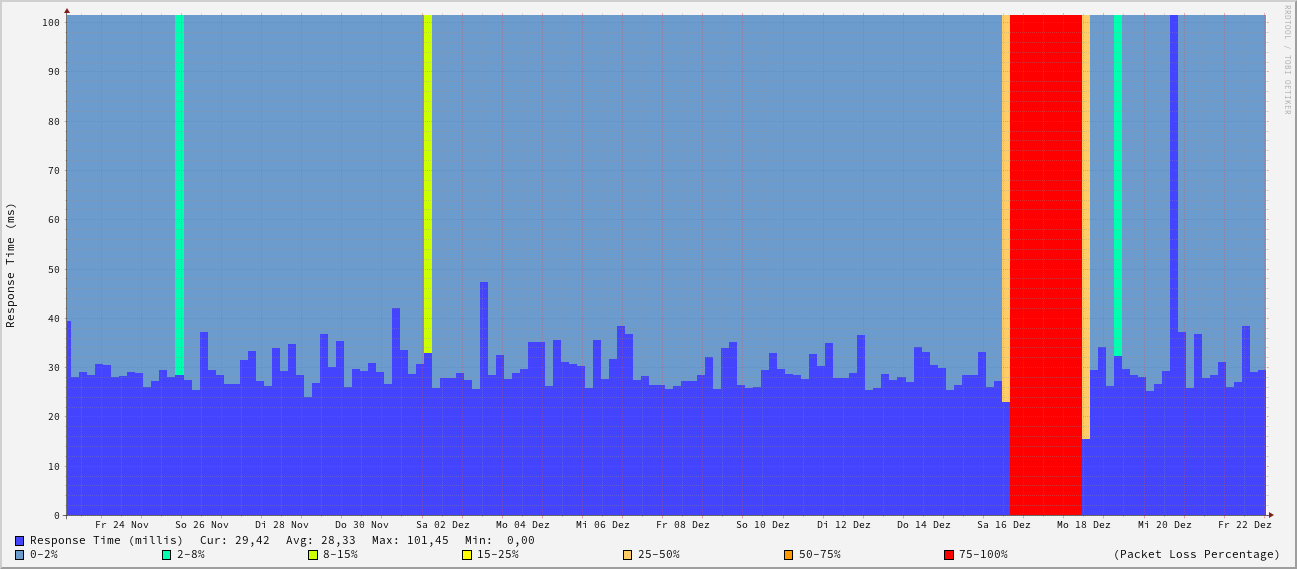 RRDTOOL / TOBI OETIKER
Response Time (ms)
100
90
80
70
60
50
40
30
20
10
0
Fr 24 Nov So 26 Nov Di 28 Nov Do 30 Nov Sa 02 Dez Mo 04 Dez Mi 06 Dez Fr 08 Dez So 10 Dez Di 12 Dez Do 14 Dez Sa 16 Dez Mo 18 Dez Mi 20 Dez Fr 22 Dez
Response Time (millis) Cur: 29,42 Avg: 28,33 Max: 101,45 Min: 0,00
0-2% 2-8% 8-15% 15-25% 25-50% 50-75% 75-100% (Packet Loss Percentage)